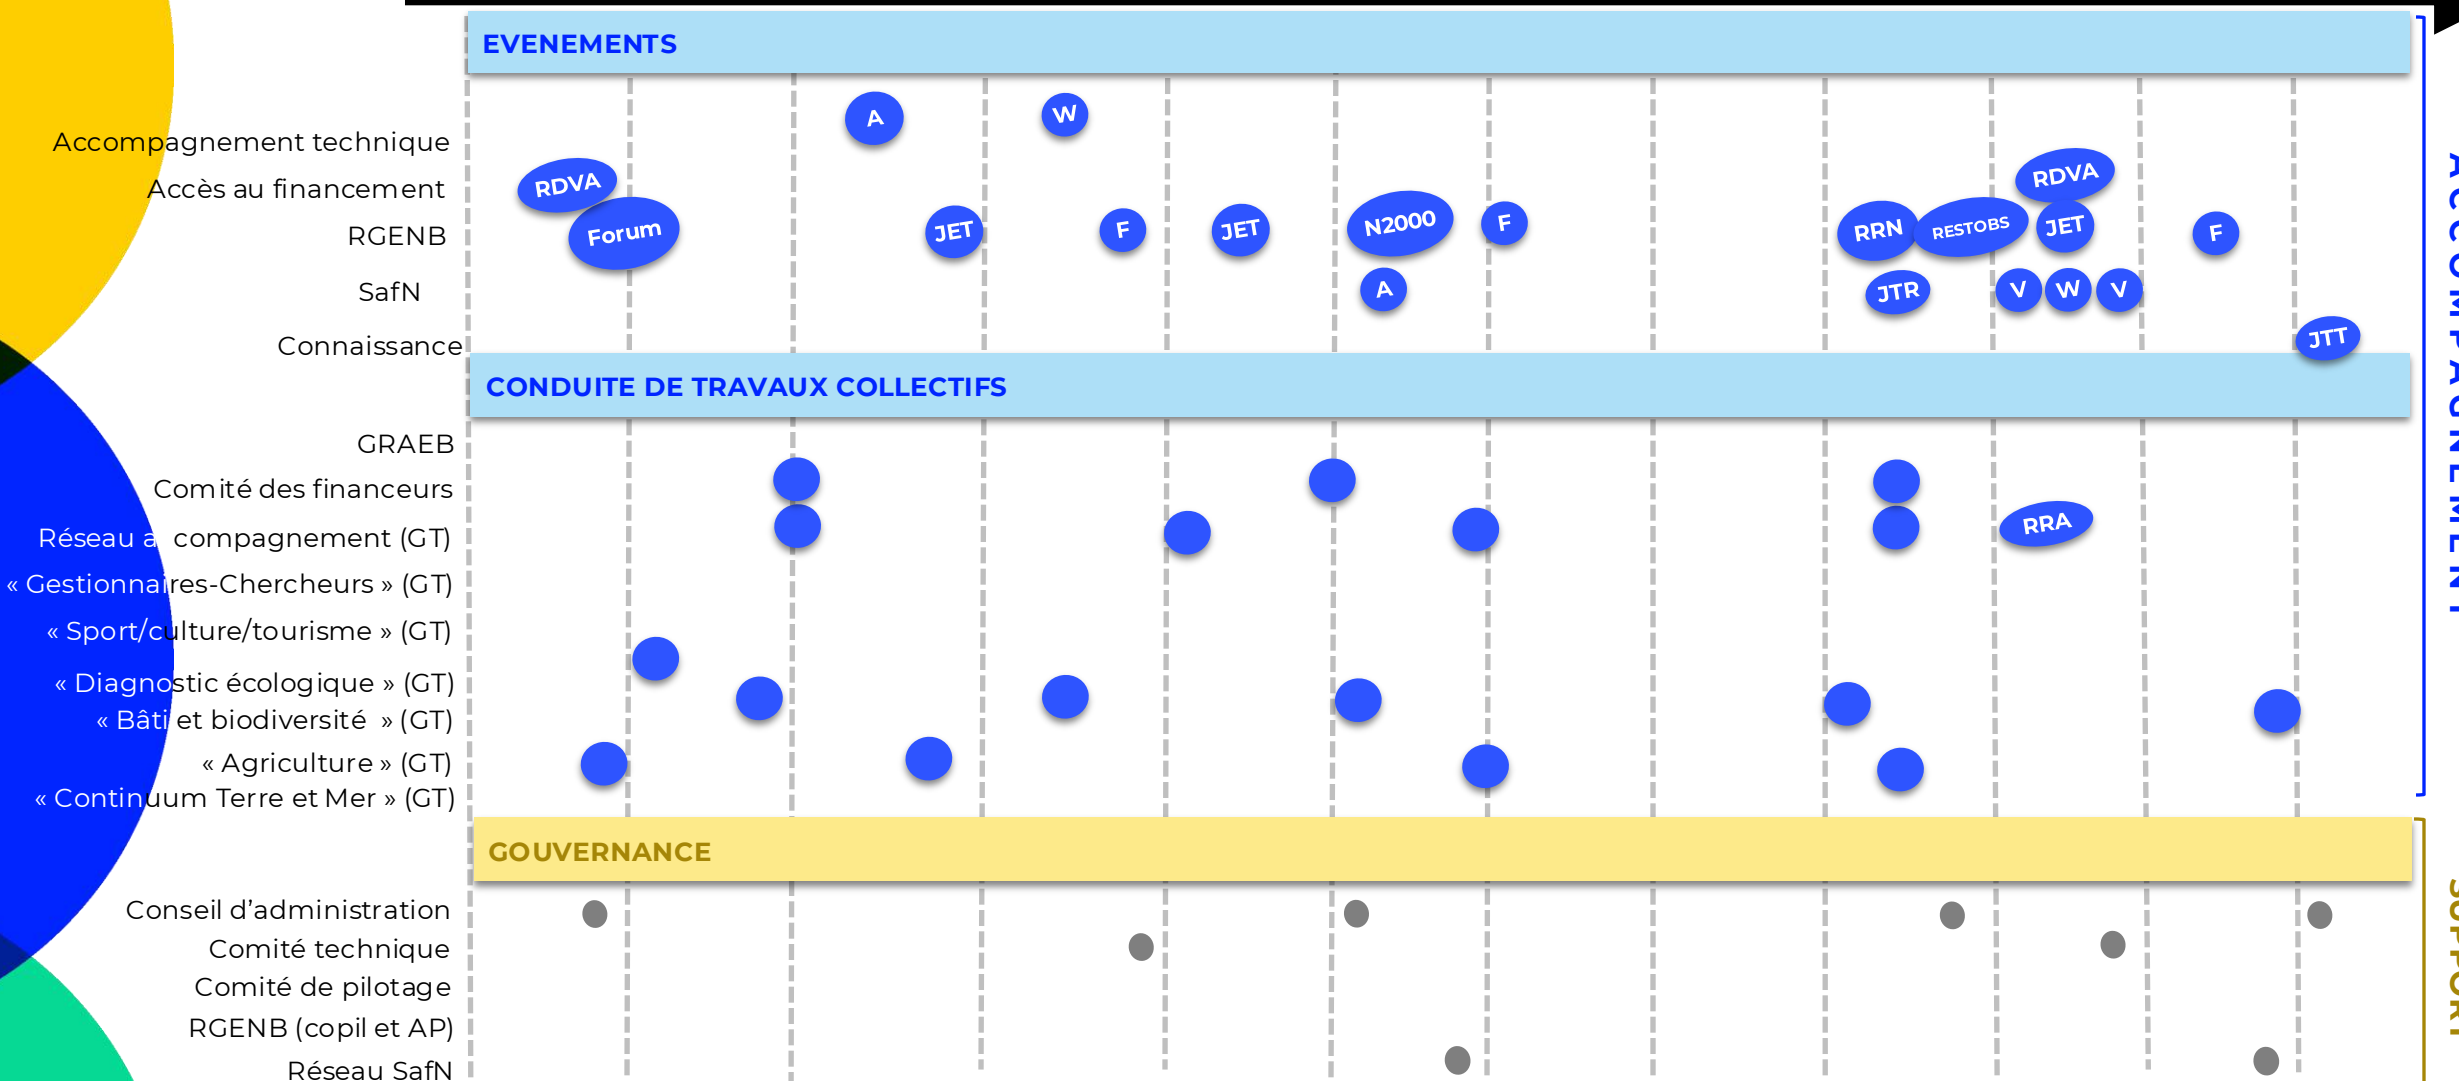 EVENEMENTS
A
W
Accompagnement technique
RDVA
RDVA
Accès au financement
RGENB
Forum
JET
F
JET
N2000
F
RRN
RESTOBS
JET
F
SafN
A
JTR
V
W
V
Connaissance
JTT
CONDUITE DE TRAVAUX COLLECTIFS
GRAEB
Comité des financeurs
Réseau a compagnement (GT)
RRA
« Gestionnaires-Chercheurs » (GT)
« Sport/culture/tourisme » (GT)
« Diagnostic écologique » (GT)
« Bâti et biodiversité » (GT)
« Agriculture » (GT)
« Continuum Terre et Mer » (GT)
GOUVERNANCE
Conseil d’administration
Comité technique
Comité de pilotage
RGENB (copil et AP)
Réseau SafN
ACCOMPAGNEMENT
SUPPORT